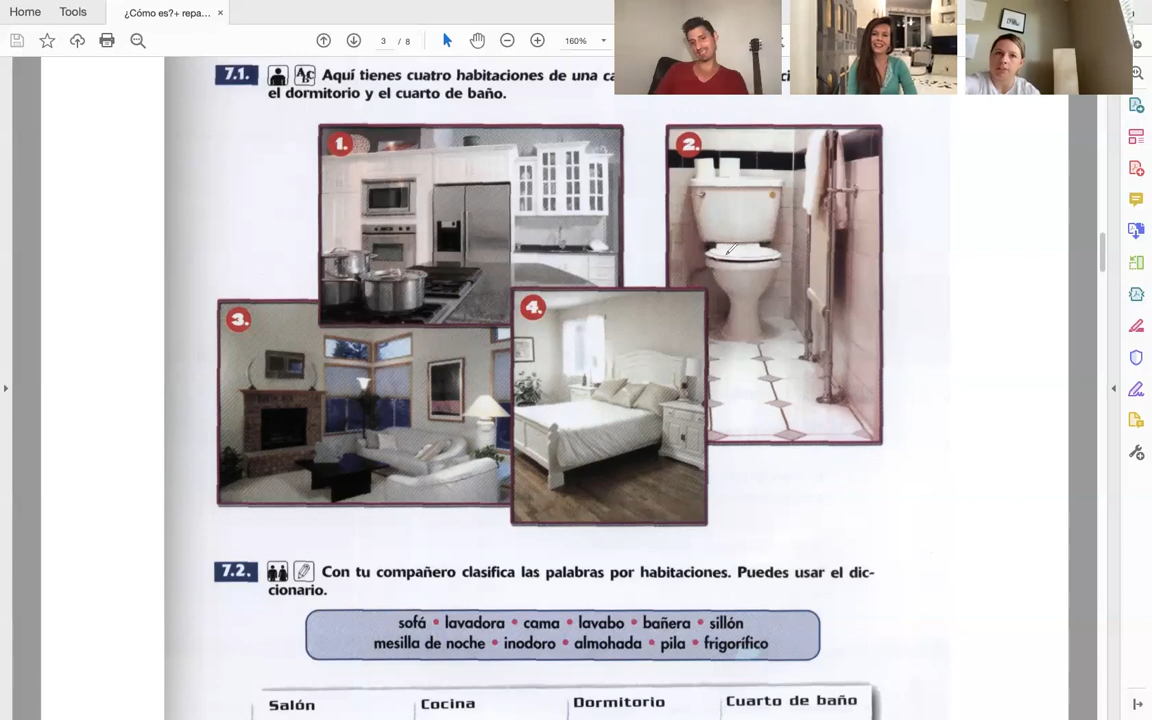 Home
Tools
¿Cómo es?+ repa...
×
3 / 8
160%
7.1.
Aquí tienes cuatro habitaciones de una ca
el dormitorio y el cuarto de baño.
1.
2.
3.
4.
7.2.
Con tu compañero clasifica las palabras por habitaciones. Puedes usar el dic-
cionario.
sofá • lavadora • cama • lavabo • bañera • sillón
mesilla de noche • inodoro • almohada • pila • frigorífico
Salón
Cocina
Dormitorio
Cuarto de baño